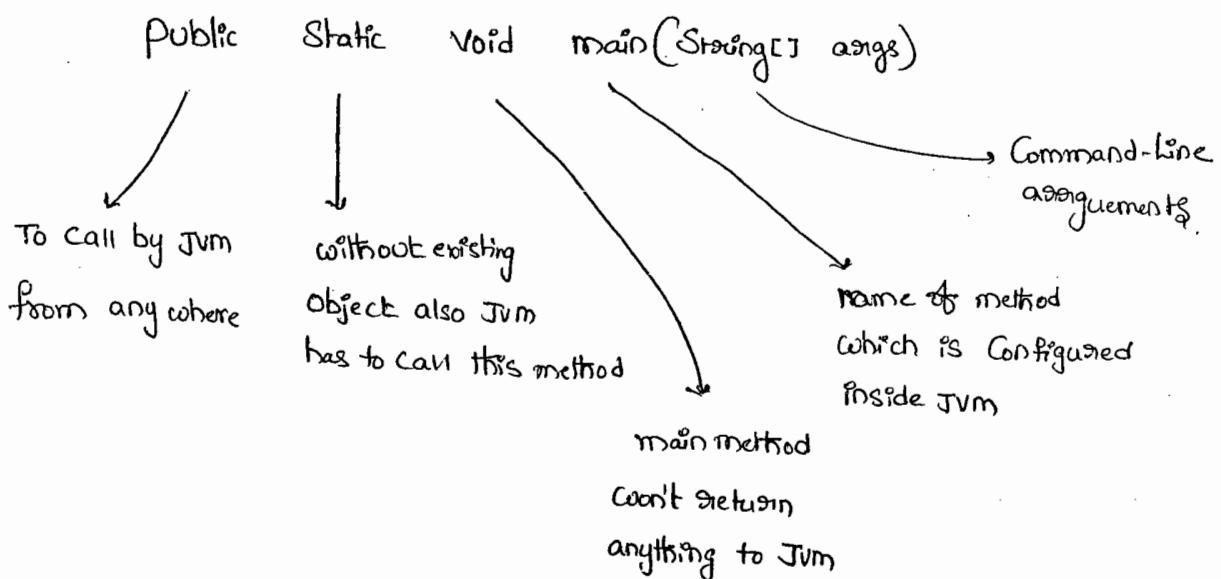 Public Static Void main(String[] args)
To Call by JVM
from any where
without existing
Object also JVM
has to Call this method
main method
won't return
anything to JVM
name of method
which is Configured
inside JVM
Command-Line
arrguements.